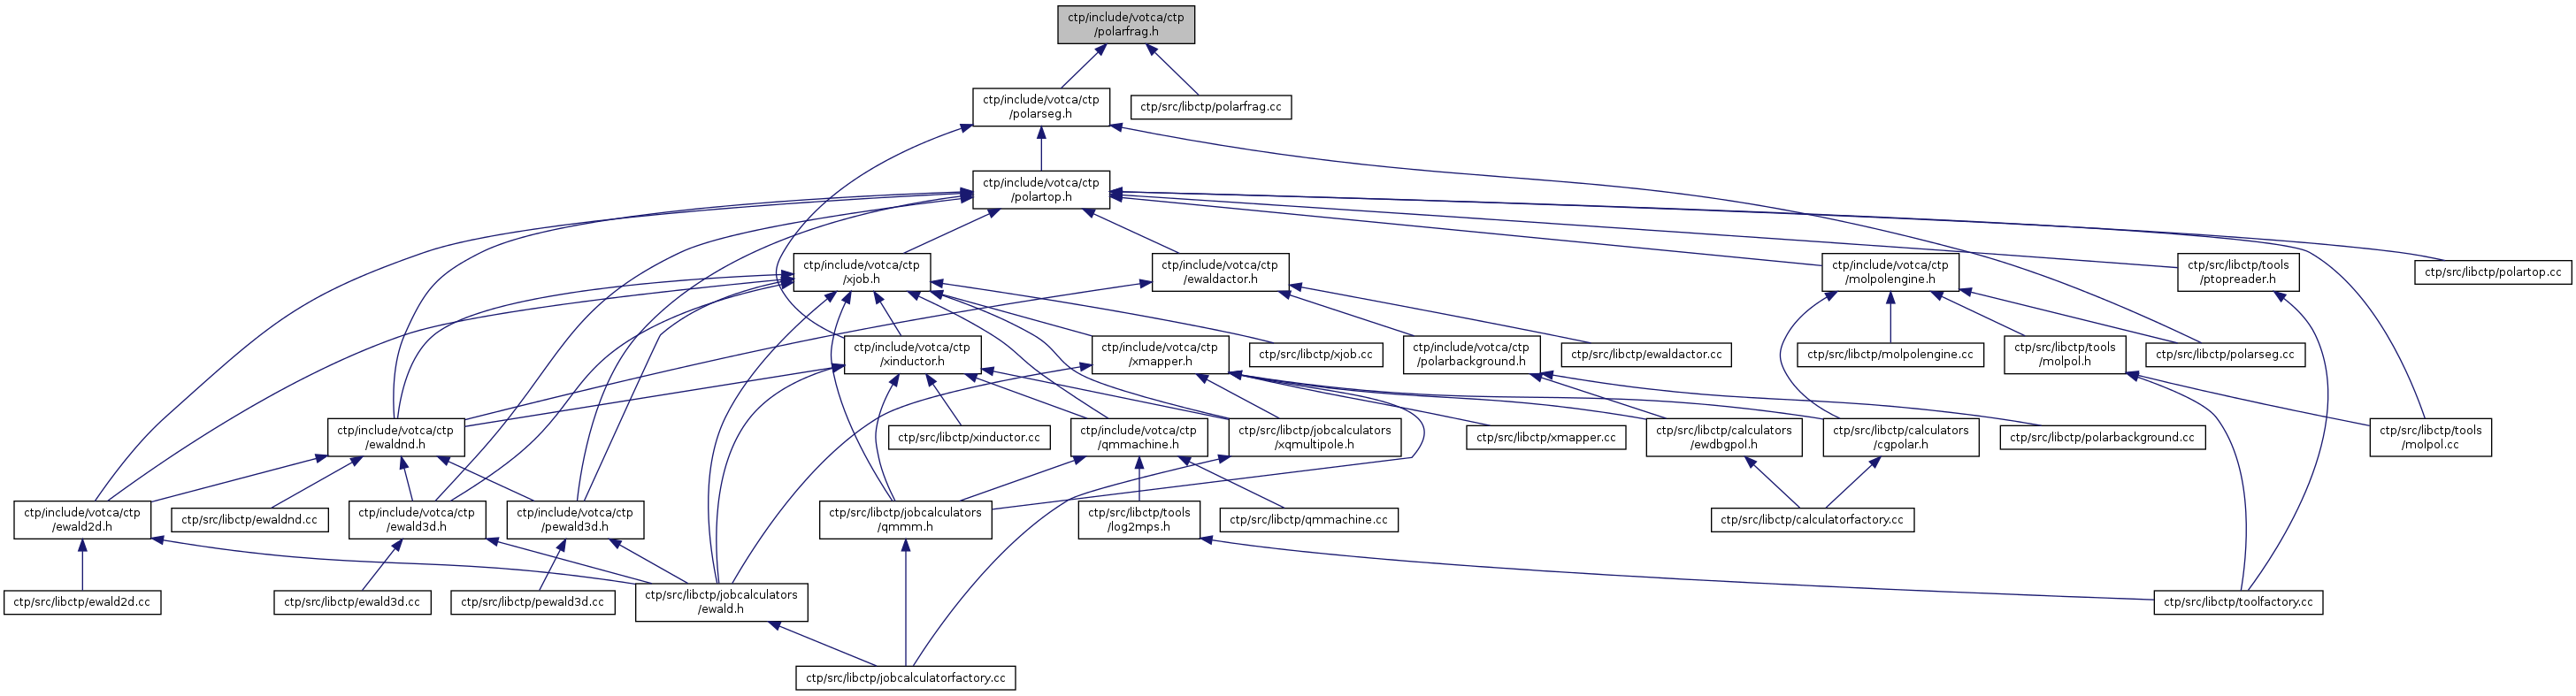 ctp/include/votca/ctp
/polarfrag.h
ctp/include/votca/ctp
/polarseg.h
ctp/src/libctp/polarfrag.cc
ctp/include/votca/ctp
/polartop.h
ctp/include/votca/ctp
/xjob.h
ctp/include/votca/ctp
/ewaldactor.h
ctp/include/votca/ctp
/molpolengine.h
ctp/src/libctp/tools
/ptopreader.h
ctp/src/libctp/polartop.cc
ctp/include/votca/ctp
/xinductor.h
ctp/include/votca/ctp
/xmapper.h
ctp/src/libctp/xjob.cc
ctp/include/votca/ctp
/polarbackground.h
ctp/src/libctp/ewaldactor.cc
ctp/src/libctp/molpolengine.cc
ctp/src/libctp/tools
/molpol.h
ctp/src/libctp/polarseg.cc
ctp/include/votca/ctp
/ewaldnd.h
ctp/src/libctp/xinductor.cc
ctp/include/votca/ctp
/qmmachine.h
ctp/src/libctp/jobcalculators
/xqmultipole.h
ctp/src/libctp/xmapper.cc
ctp/src/libctp/calculators
/ewdbgpol.h
ctp/src/libctp/calculators
/cgpolar.h
ctp/src/libctp/polarbackground.cc
ctp/src/libctp/tools
/molpol.cc
ctp/include/votca/ctp
/ewald2d.h
ctp/src/libctp/ewaldnd.cc
ctp/include/votca/ctp
/ewald3d.h
ctp/include/votca/ctp
/pewald3d.h
ctp/src/libctp/jobcalculators
/qmmm.h
ctp/src/libctp/tools
/log2mps.h
ctp/src/libctp/qmmachine.cc
ctp/src/libctp/calculatorfactory.cc
ctp/src/libctp/ewald2d.cc
ctp/src/libctp/ewald3d.cc
ctp/src/libctp/pewald3d.cc
ctp/src/libctp/jobcalculators
/ewald.h
ctp/src/libctp/toolfactory.cc
ctp/src/libctp/jobcalculatorfactory.cc